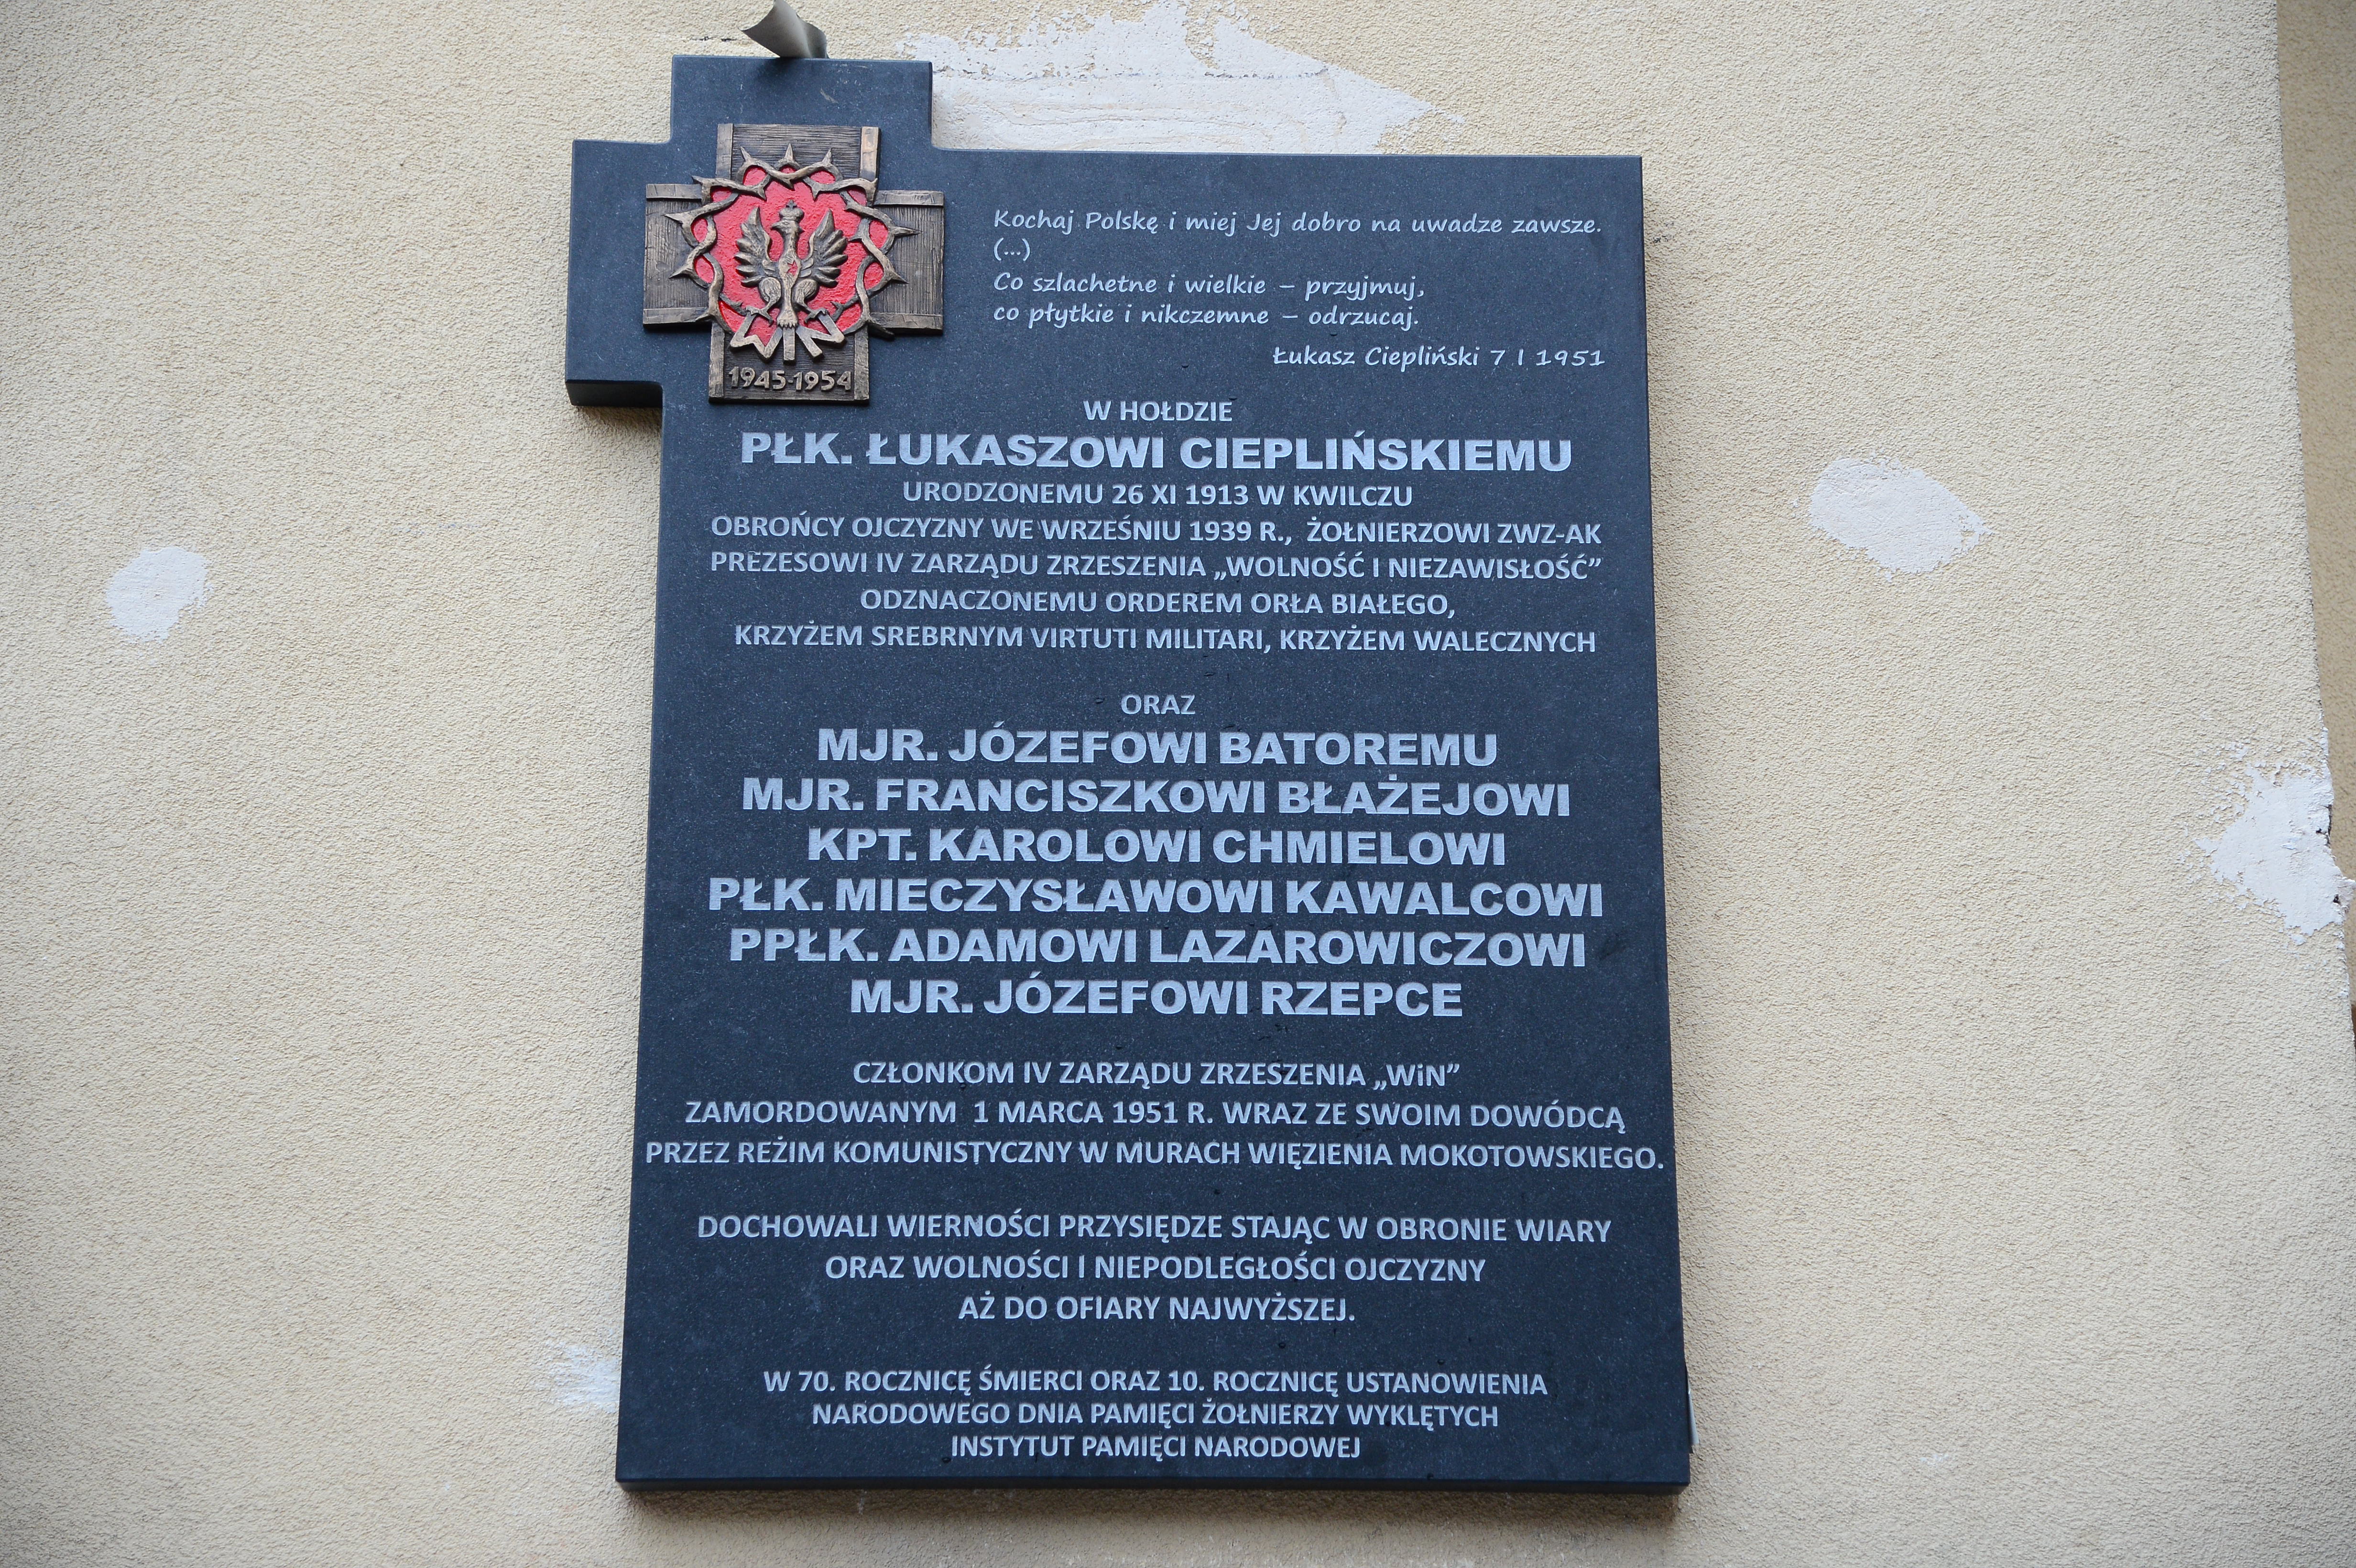 Kochaj Polskę i miej Jej dobro na uwadze zawsze.
(...)
Co szlachetne i wielkie – przyjmuj,
co płytkie i nikczemne – odrzucaj.
Łukasz Ciepliński 7 I 1951
WiN
1945-1954
W HOŁDZIE
PŁK. ŁUKASZOWI CIEPLIŃSKIEMU
URODZONEMU 26 XI 1913 W KWILCZU
OBROŃCY OJCZYZNY WE WRZEŚNIU 1939 R., ŻOŁNIERZOWI ZWZ-AK
PREZESOWI IV ZARZĄDU ZRZESZENIA „WOLNOŚĆ I NIEZAWISŁOŚĆ”
ODZNACZONEMU ORDEREM ORŁA BIAŁEGO,
KRZYŻEM SREBRNYM VIRTUTI MILITARI, KRZYŻEM WALECZNYCH
ORAZ
MJR. JÓZEFOWI BATOREMU
MJR. FRANCISZKOWI BŁAŻEJOWI
KPT. KAROLOWI CHMIELOWI
PŁK. MIECZYSŁAWOWI KAWALCOWI
PPŁK. ADAMOWI LAZAROWICZOWI
MJR. JÓZEFOWI RZEPCE
CZŁONKOM IV ZARZĄDU ZRZESZENIA „WiN”
ZAMORDOWANYM 1 MARCA 1951 R. WRAZ ZE SWOIM DOWÓDCĄ
PRZEZ REŻIM KOMUNISTYCZNY W MURACH WIĘZIENIA MOKOTOWSKIEGO.
DOCHOWALI WIERNOŚCI PRZYSIĘDZE STAJĄC W OBRONIE WIARY
ORAZ WOLNOŚCI I NIEPODLEGŁOŚCI OJCZYZNY
AŻ DO OFIARY NAJWYŻSZEJ.
W 70. ROCZNICĘ ŚMIERCI ORAZ 10. ROCZNICĘ USTANOWIENIA
NARODOWEGO DNIA PAMIĘCI ŻOŁNIERZY WYKLĘTYCH
INSTYTUT PAMIĘCI NARODOWEJ